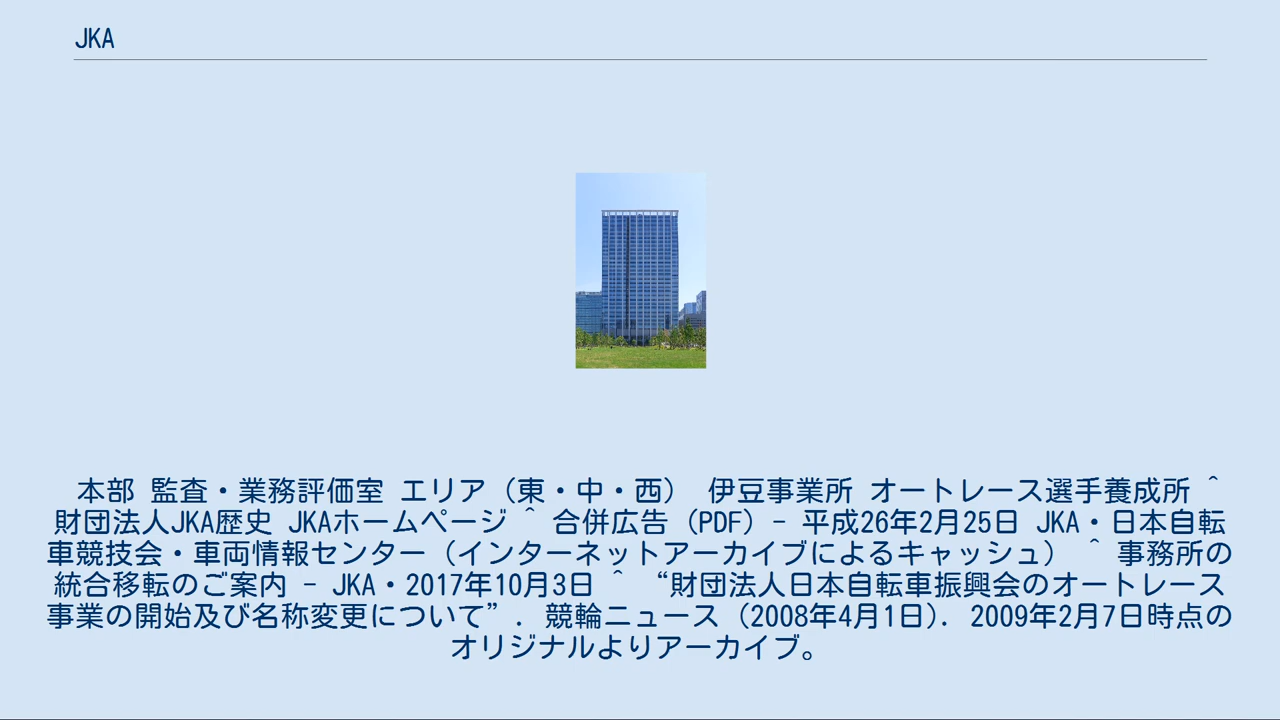 JKA
本部 監査・業務評価室 エリア（東・中・西） 伊豆事業所 オートレース選手養成所 ^
財団法人JKA歴史 JKAホームページ ^ 合併広告（PDF）- 平成26年2月25日 JKA・日本自転
車競技会・車両情報センター（インターネットアーカイブによるキャッシュ） ^ 事務所の
統合移転のご案内 - JKA・2017年10月3日 ^ “財団法人日本自転車振興会のオートレース
事業の開始及び名称変更について”. 競輪ニュース (2008年4月1日). 2009年2月7日時点の
オリジナルよりアーカイブ。